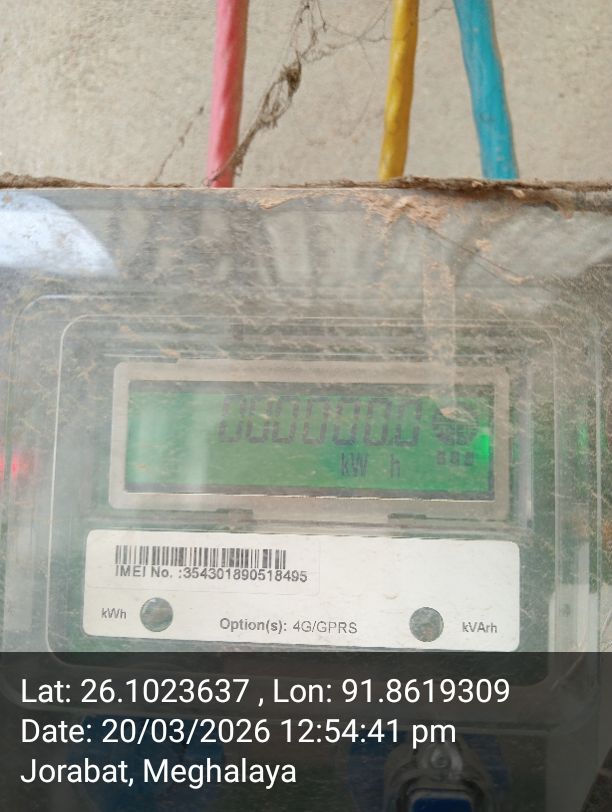 000000.0
kW h
IMEI No. :354301890518495
kWh
Option(s): 4G/GPRS
kVArh
Lat: 26.1023637 , Lon: 91.8619309
Date: 20/03/2026 12:54:41 pm
Jorabat, Meghalaya